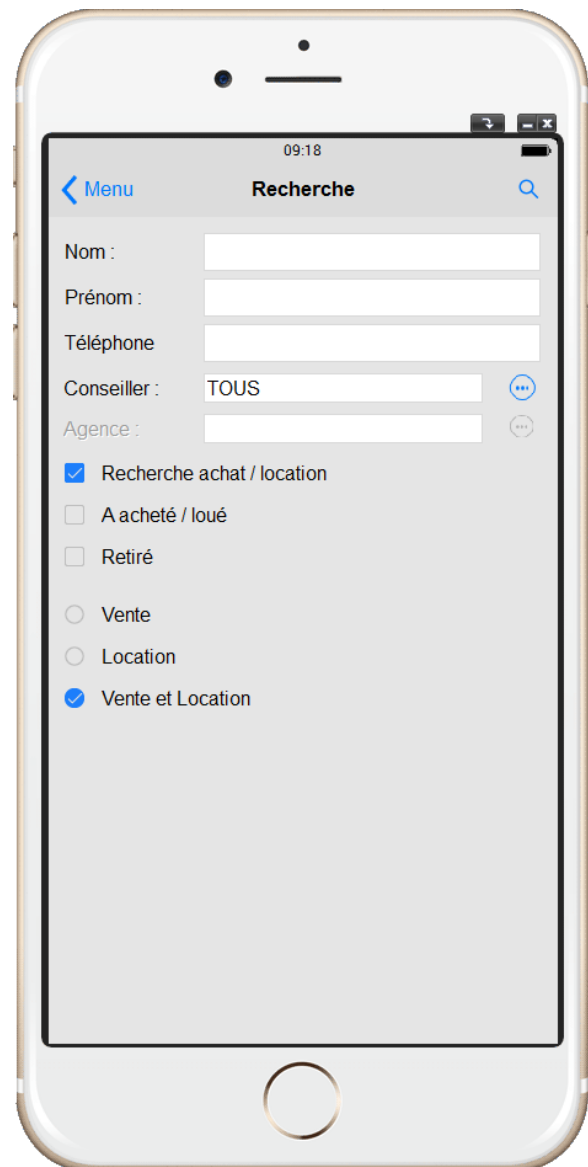 09:18
Menu Recherche
Nom :
Prénom :
Téléphone
Conseiller : TOUS
Agence :
Recherche achat / location
A acheté / loué
Retiré
Vente
Location
Vente et Location